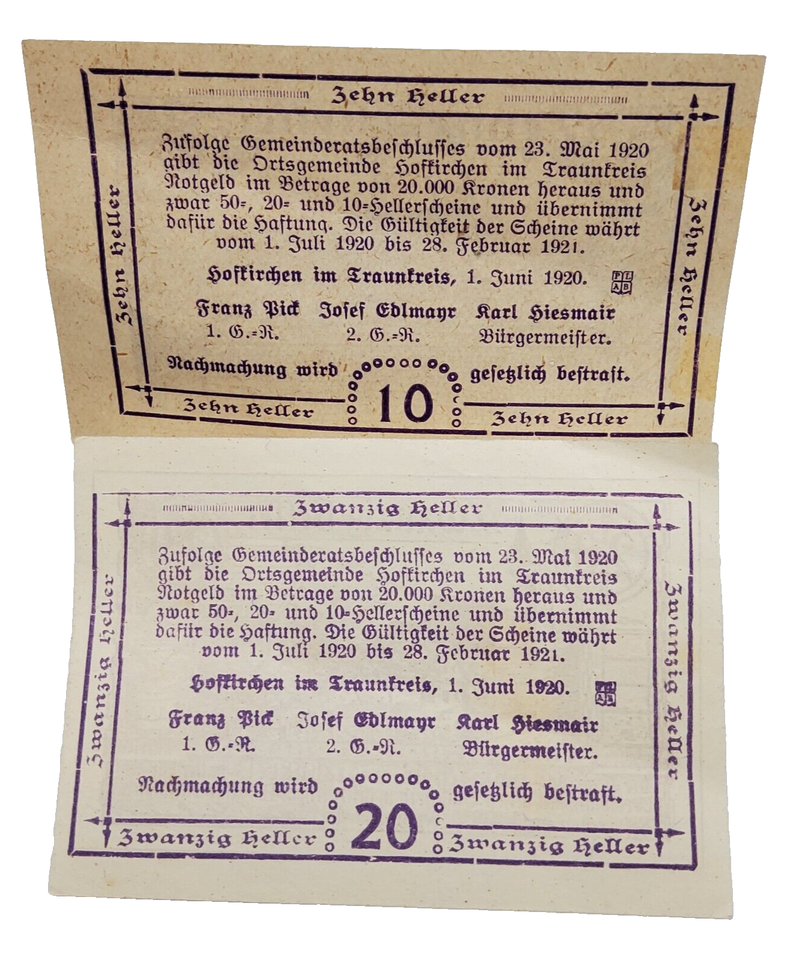 Zehn Heller
Zufolge Gemeinderatsbeschlusses vom 23. Mai 1920
gibt die Ortsgemeinde Hofkirchen im Traunkreis
Notgeld im Betrage von 20.000 Kronen heraus und
zwar 50=, 20= und 10=Hellerscheine und übernimmt
dafür die Haftung. Die Gültigkeit der Scheine währt
vom 1. Juli 1920 bis 28. Februar 1921.
Hofkirchen im Traunkreis, 1. Juni 1920.
Franz Pick Josef Edlmayr Karl Hiesmair
1. G.=R. 2. G.=R. Bürgermeister.
Nachmachung wird gesetzlich bestraft.
Zehn Heller 10 Zehn Heller
Zehn Heller
Zehn Heller
Zwanzig Heller
Zufolge Gemeinderatsbeschlusses vom 23. Mai 1920
gibt die Ortsgemeinde Hofkirchen im Traunkreis
Notgeld im Betrage von 20.000 Kronen heraus und
zwar 50=, 20= und 10=Hellerscheine und übernimmt
dafür die Haftung. Die Gültigkeit der Scheine währt
vom 1. Juli 1920 bis 28. Februar 1921.
Hofkirchen im Traunkreis, 1. Juni 1920.
Franz Pick Josef Edlmayr Karl Hiesmair
1. G.=R. 2. G.=R. Bürgermeister.
Nachmachung wird gesetzlich bestraft.
Zwanzig Heller 20 Zwanzig Heller
Zwanzig Heller
Zwanzig Heller